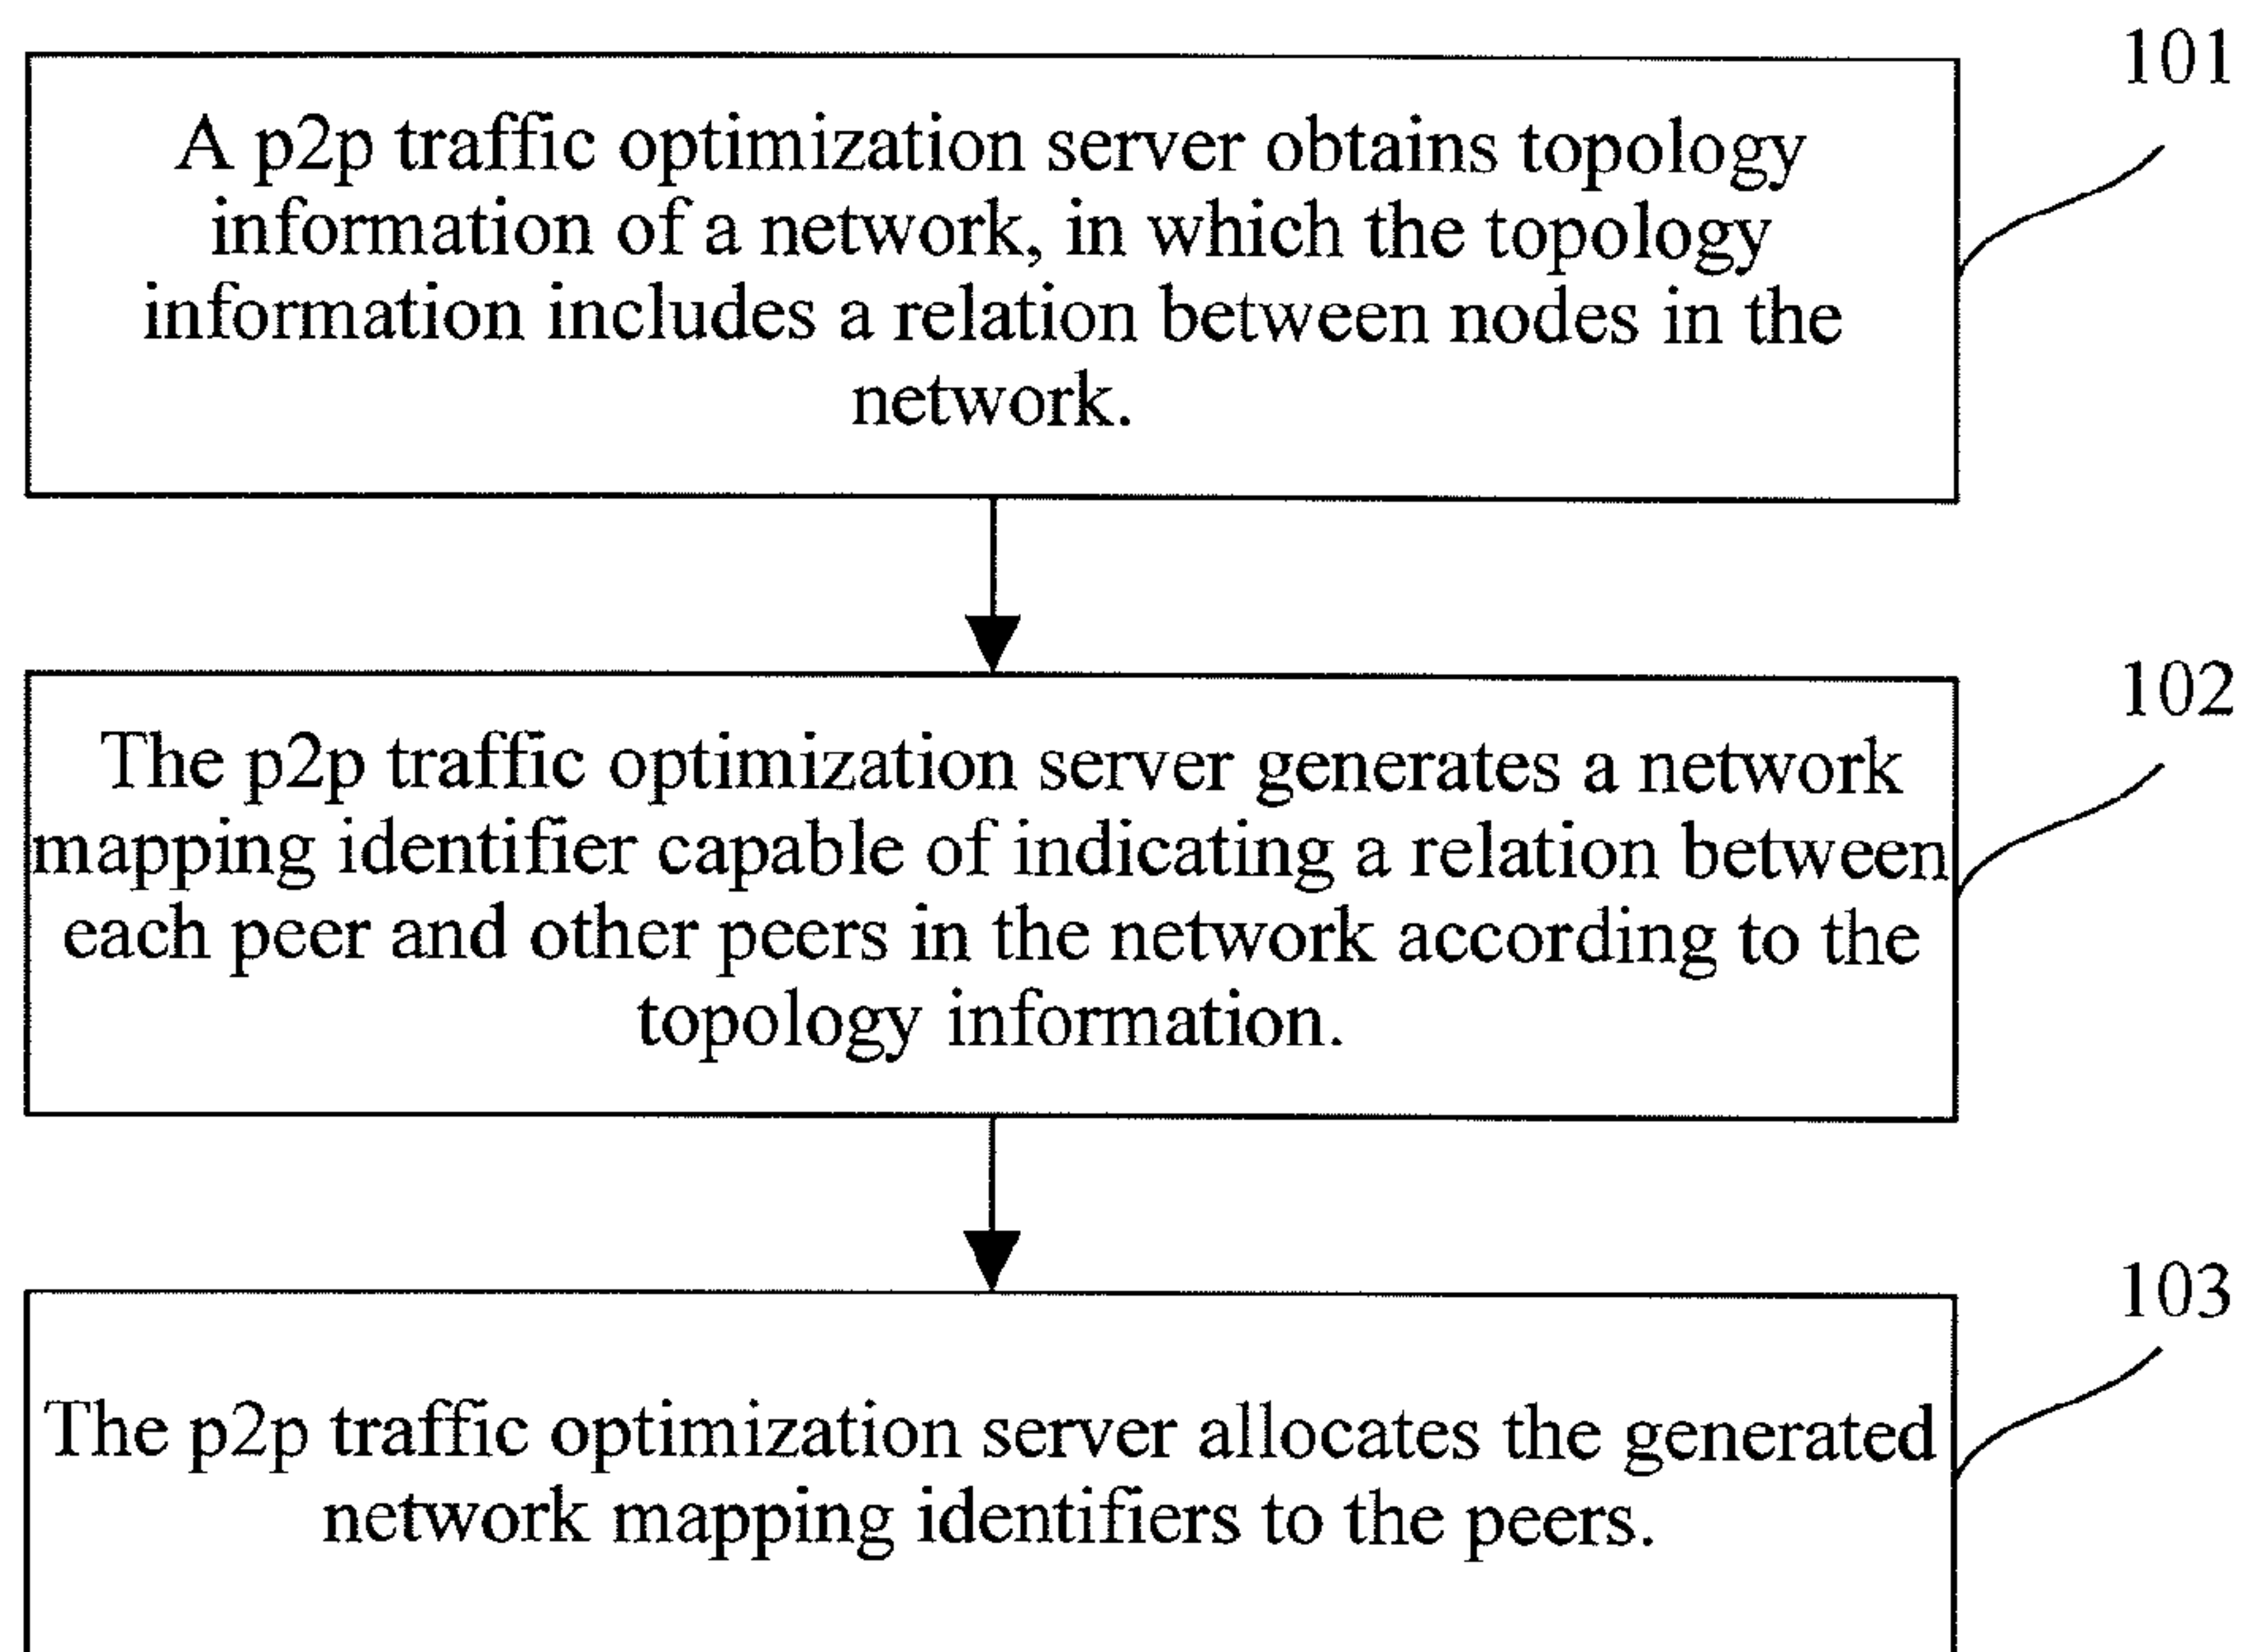 101
A p2p traffic optimization server obtains topology
information of a network, in which the topology
information includes a relation between nodes in the
network.
102
The p2p traffic optimization server generates a network
mapping identifier capable of indicating a relation between
each peer and other peers in the network according to the
topology information.
103
The p2p traffic optimization server allocates the generated
network mapping identifiers to the peers.